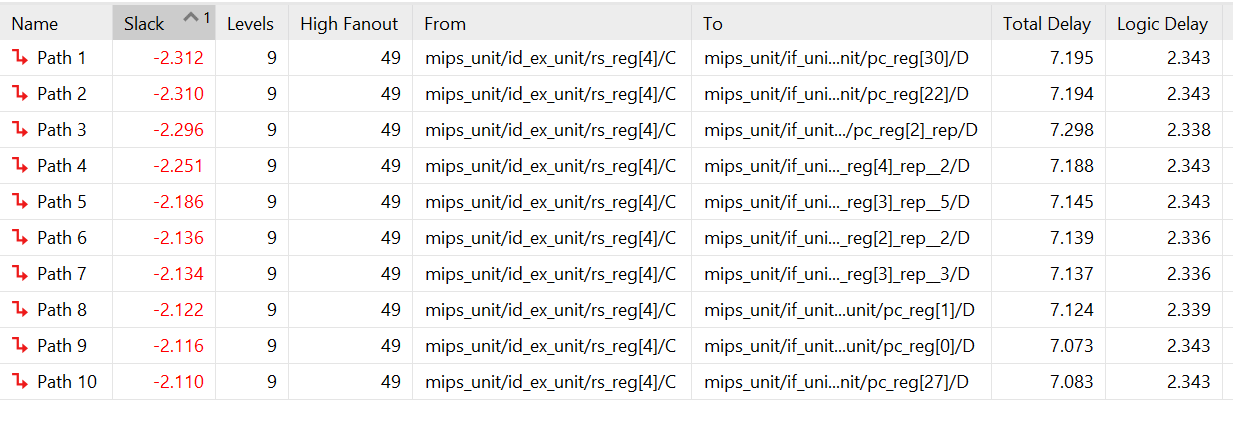 Name Slack 1 Levels High Fanout From To Total Delay Logic Delay
Path 1 -2.312 9 49 mips_unit/id_ex_unit/rs_reg[4]/C mips_unit/if_uni...nit/pc_reg[30]/D 7.195 2.343
Path 2 -2.310 9 49 mips_unit/id_ex_unit/rs_reg[4]/C mips_unit/if_uni...nit/pc_reg[22]/D 7.194 2.343
Path 3 -2.296 9 49 mips_unit/id_ex_unit/rs_reg[4]/C mips_unit/if_unit.../pc_reg[2]_rep/D 7.298 2.338
Path 4 -2.251 9 49 mips_unit/id_ex_unit/rs_reg[4]/C mips_unit/if_uni..._reg[4]_rep__2/D 7.188 2.343
Path 5 -2.186 9 49 mips_unit/id_ex_unit/rs_reg[4]/C mips_unit/if_uni..._reg[3]_rep__5/D 7.145 2.343
Path 6 -2.136 9 49 mips_unit/id_ex_unit/rs_reg[4]/C mips_unit/if_uni..._reg[2]_rep__2/D 7.139 2.336
Path 7 -2.134 9 49 mips_unit/id_ex_unit/rs_reg[4]/C mips_unit/if_uni..._reg[3]_rep__3/D 7.137 2.336
Path 8 -2.122 9 49 mips_unit/id_ex_unit/rs_reg[4]/C mips_unit/if_unit...unit/pc_reg[1]/D 7.124 2.339
Path 9 -2.116 9 49 mips_unit/id_ex_unit/rs_reg[4]/C mips_unit/if_unit...unit/pc_reg[0]/D 7.073 2.343
Path 10 -2.110 9 49 mips_unit/id_ex_unit/rs_reg[4]/C mips_unit/if_uni...nit/pc_reg[27]/D 7.083 2.343